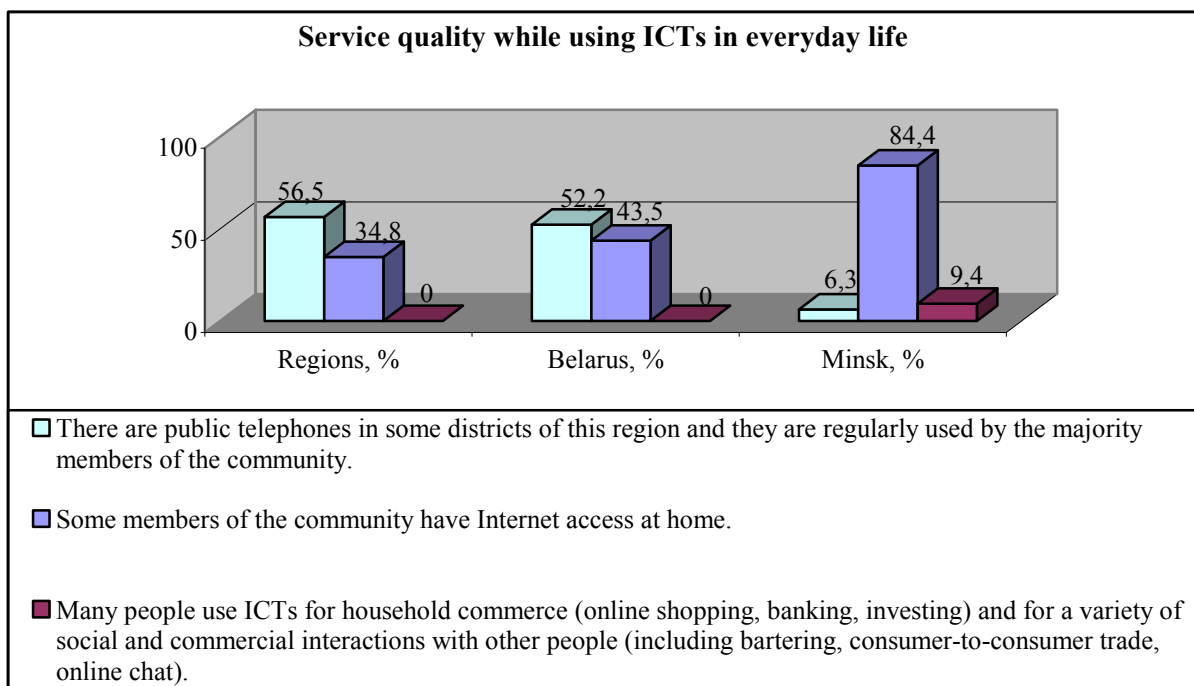 Service quality while using ICTs in everyday life
100
50
0
56,5
34,8
0
52,2
43,5
0
6,3
84,4
9,4
Regions, %
Belarus, %
Minsk, %
There are public telephones in some districts of this region and they are regularly used by the majority
members of the community.
Some members of the community have Internet access at home.
Many people use ICTs for household commerce (online shopping, banking, investing) and for a variety of
social and commercial interactions with other people (including bartering, consumer-to-consumer trade,
online chat).